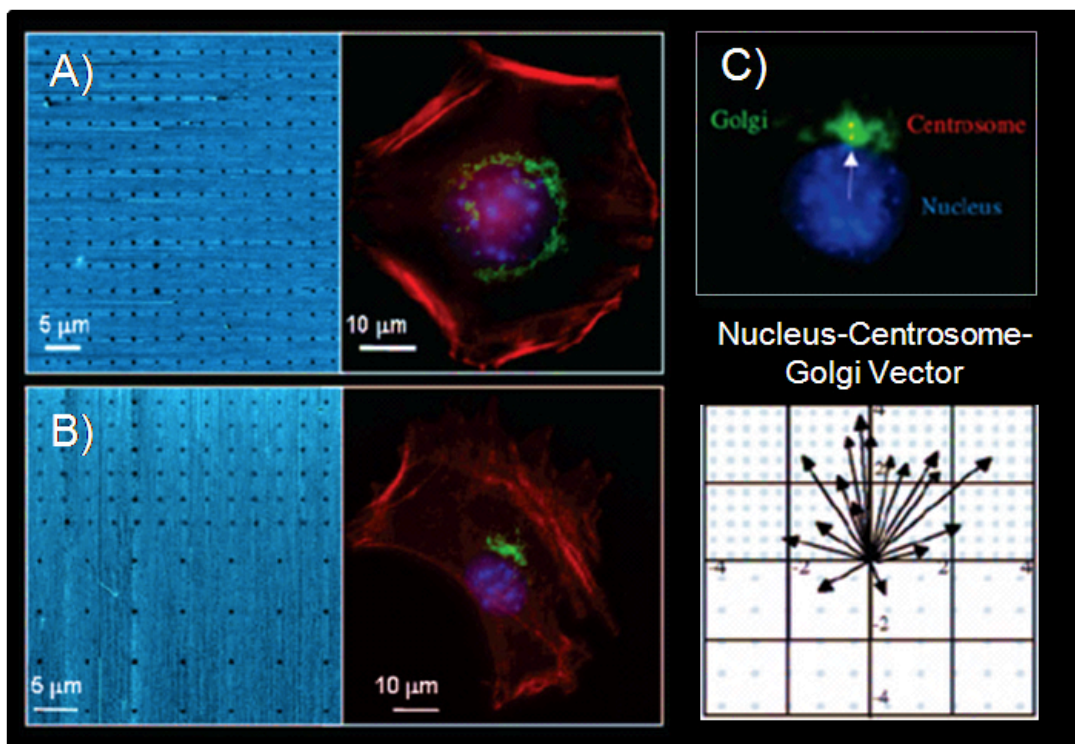 A)
5 μm
10 μm
B)
5 μm
10 μm
C)
Golgi
Centrosome
Nucleus
Nucleus-Centrosome-
Golgi Vector
4
2
-4
-2
2
4
-2
-4